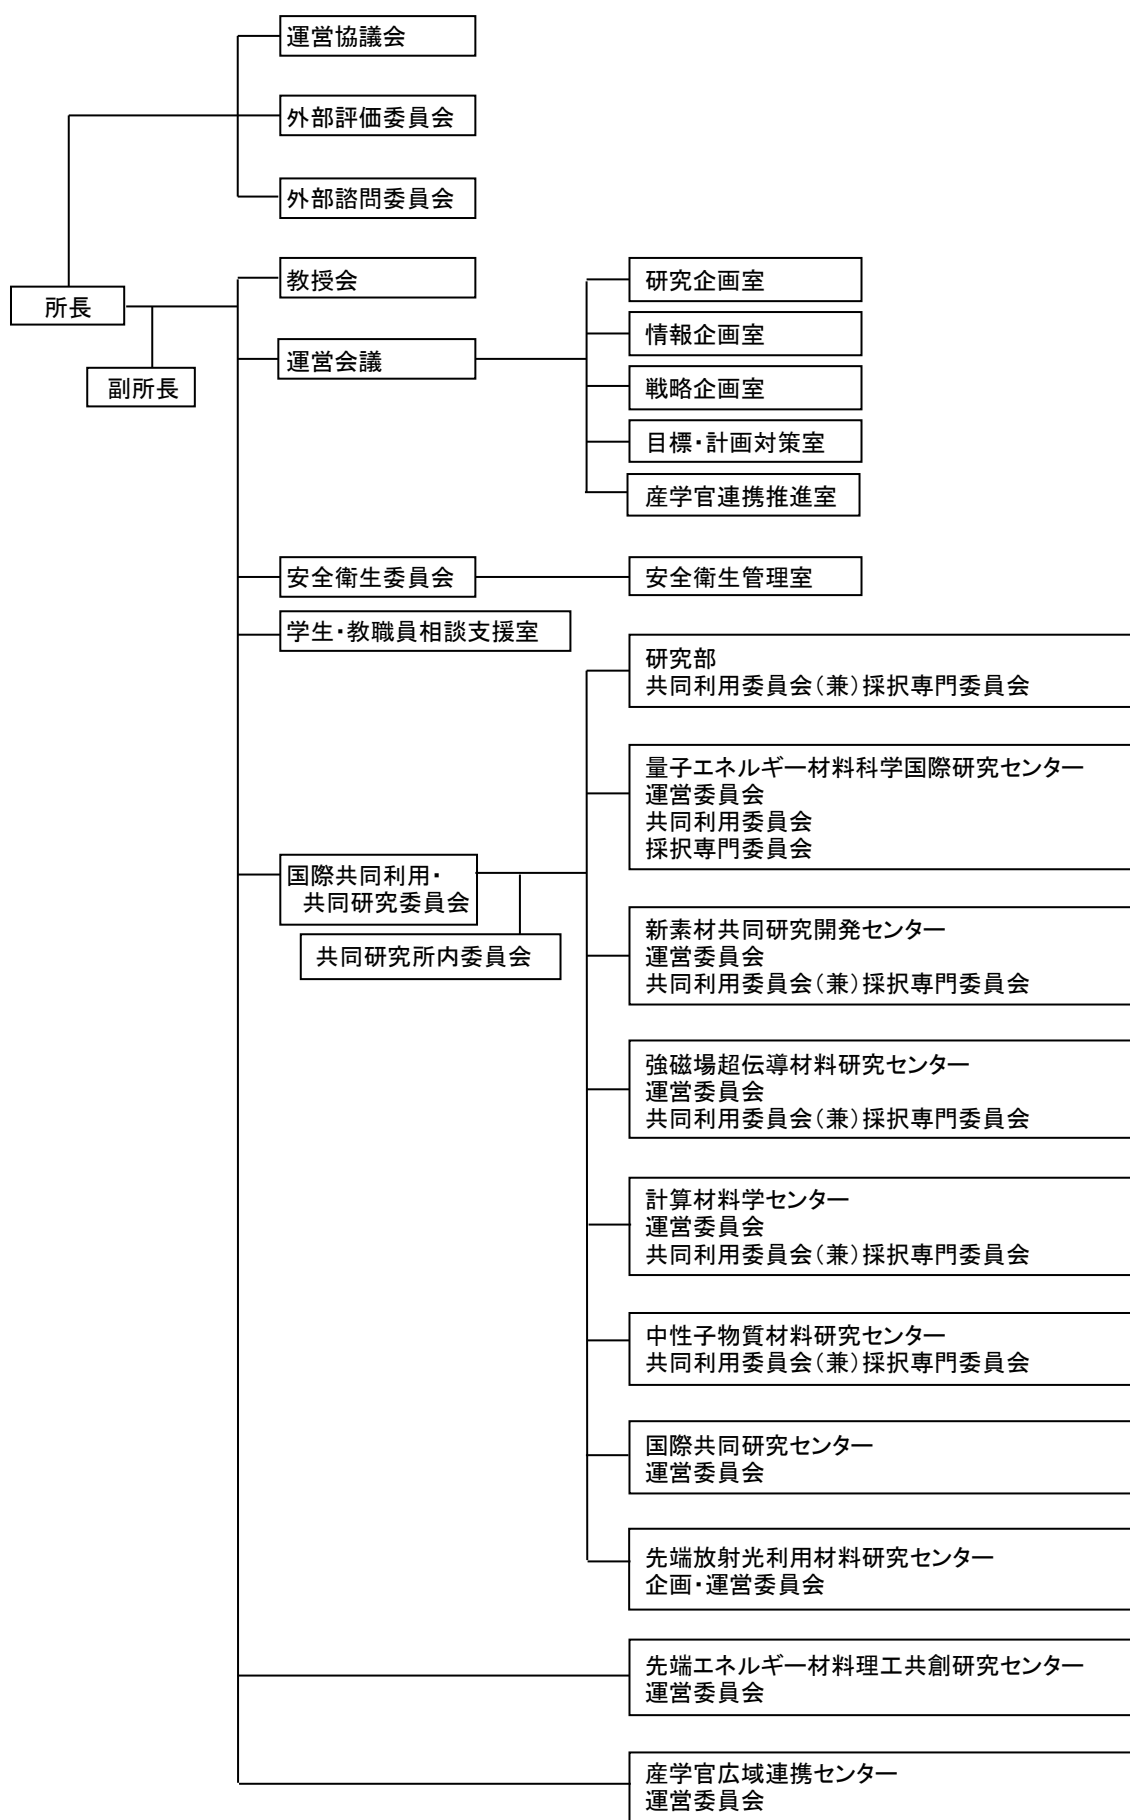 運営協議会
外部評価委員会
外部諮問委員会
所長
副所長
教授会
運営会議
研究企画室
情報企画室
戦略企画室
目標・計画対策室
産学官連携推進室
安全衛生委員会
安全衛生管理室
学生・教職員相談支援室
国際共同利用・
共同研究委員会
共同研究所内委員会
研究部
共同利用委員会（兼）採択専門委員会
量子エネルギー材料科学国際研究センター
運営委員会
共同利用委員会
採択専門委員会
新素材共同研究開発センター
運営委員会
共同利用委員会（兼）採択専門委員会
強磁場超伝導材料研究センター
運営委員会
共同利用委員会（兼）採択専門委員会
計算材料学センター
運営委員会
共同利用委員会（兼）採択専門委員会
中性子物質材料研究センター
共同利用委員会（兼）採択専門委員会
国際共同研究センター
運営委員会
先端放射光利用材料研究センター
企画・運営委員会
先端エネルギー材料理工共創研究センター
運営委員会
産学官広域連携センター
運営委員会